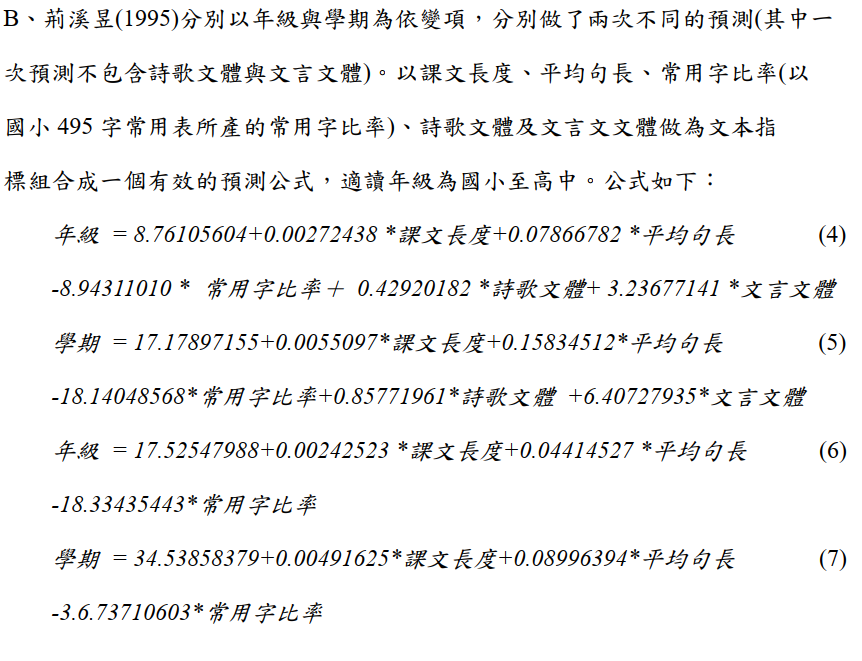 B、荊溪昱(1995)分別以年級與學期為依變項，分別做了兩次不同的預測(其中一
次預測不包含詩歌文體與文言文體)。以課文長度、平均句長、常用字比率(以
國小 495 字常用表所產的常用字比率)、詩歌文體及文言文文體做為文本指
標組合成一個有效的預測公式，適讀年級為國小至高中。公式如下：
年級 = 8.76105604+0.00272438 *課文長度+0.07866782 *平均句長 (4)
-8.94311010 * 常用字比率＋ 0.42920182 *詩歌文體+ 3.23677141 *文言文體
學期 = 17.17897155+0.0055097*課文長度+0.15834512*平均句長 (5)
-18.14048568*常用字比率+0.85771961*詩歌文體 +6.40727935*文言文體
年級 = 17.52547988+0.00242523 *課文長度+0.04414527 *平均句長 (6)
-18.33435443*常用字比率
學期 = 34.53858379+0.00491625*課文長度+0.08996394*平均句長 (7)
-3.6.73710603*常用字比率